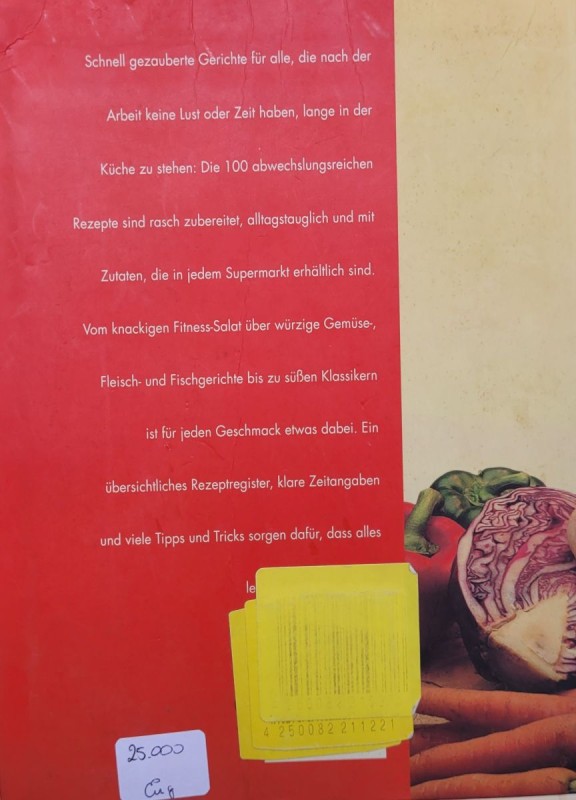 Schnell gezauberte Gerichte für alle, die nach der
Arbeit keine Lust oder Zeit haben, lange in der
Küche zu stehen: Die 100 abwechslungsreichen
Rezepte sind rasch zubereitet, alltagstauglich und mit
Zutaten, die in jedem Supermarkt erhältlich sind.
Vom knackigen Fitness-Salat über würzige Gemüse-,
Fleisch- und Fischgerichte bis zu süßen Klassikern
ist für jeden Geschmack etwas dabei. Ein
übersichtliches Rezeptregister, klare Zeitangaben
und viele Tipps und Tricks sorgen dafür, dass alles
4 250082 211221
25.000